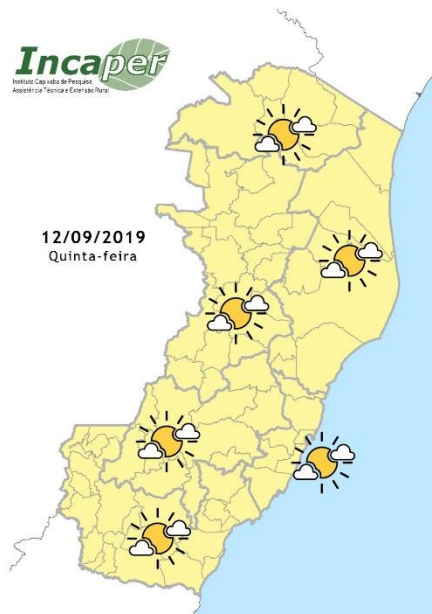 Incaper
Instituto Capixaba de Pesquisa,
Assistência Técnica e Extensão Rural
12/09/2019
Quinta-feira